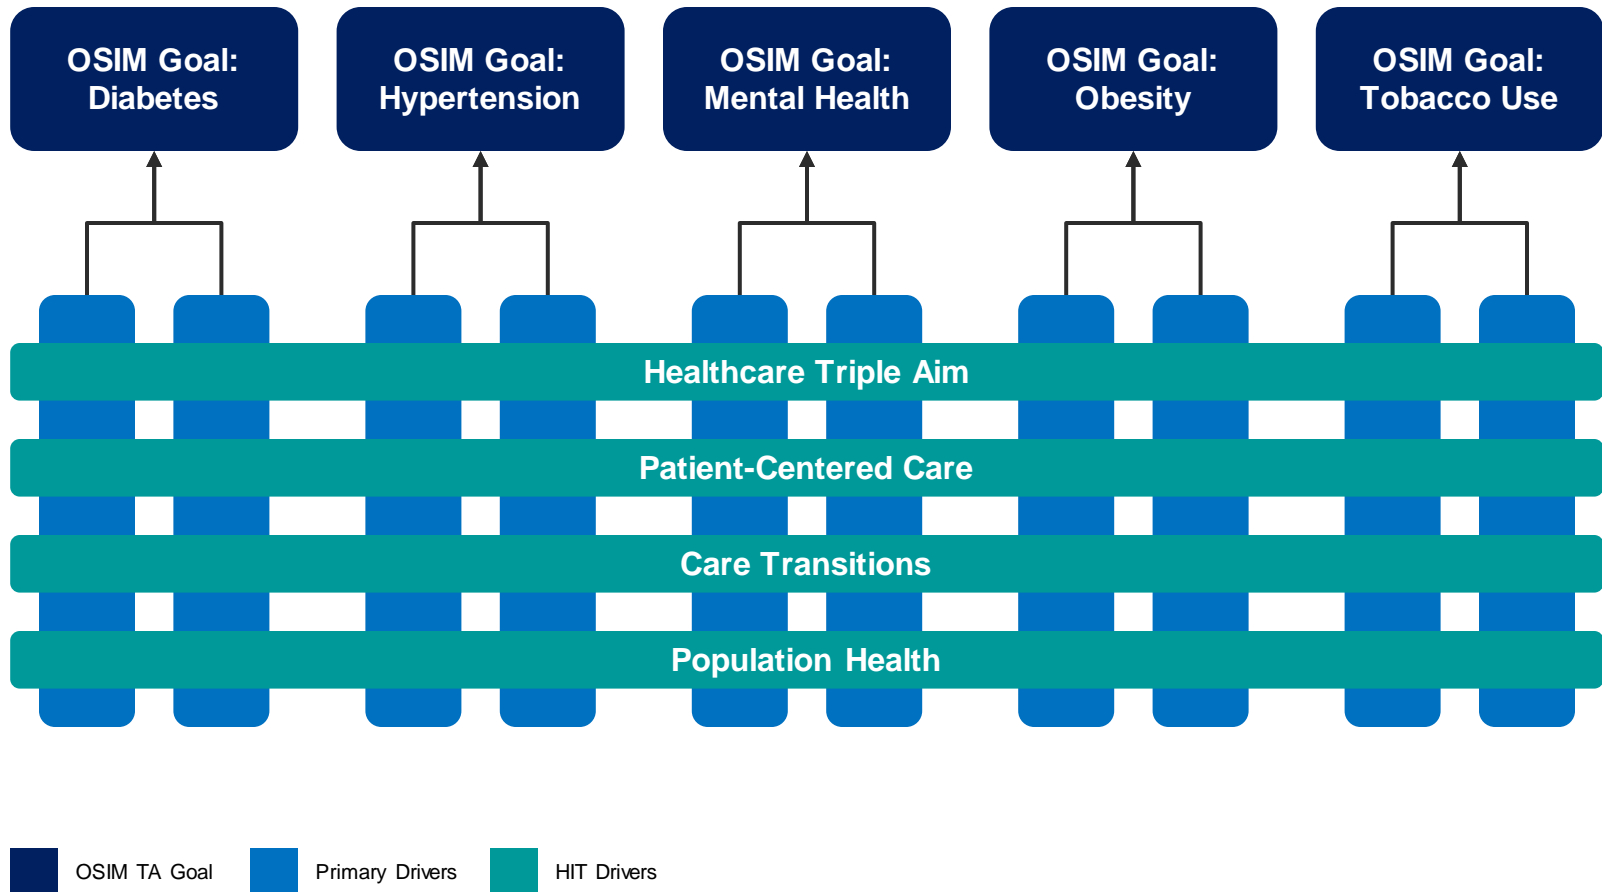 OSIM Goal:
Diabetes
OSIM Goal:
Hypertension
OSIM Goal:
Mental Health
OSIM Goal:
Obesity
OSIM Goal:
Tobacco Use
Healthcare Triple Aim
Patient-Centered Care
Care Transitions
Population Health
OSIM TA Goal
Primary Drivers
HIT Drivers